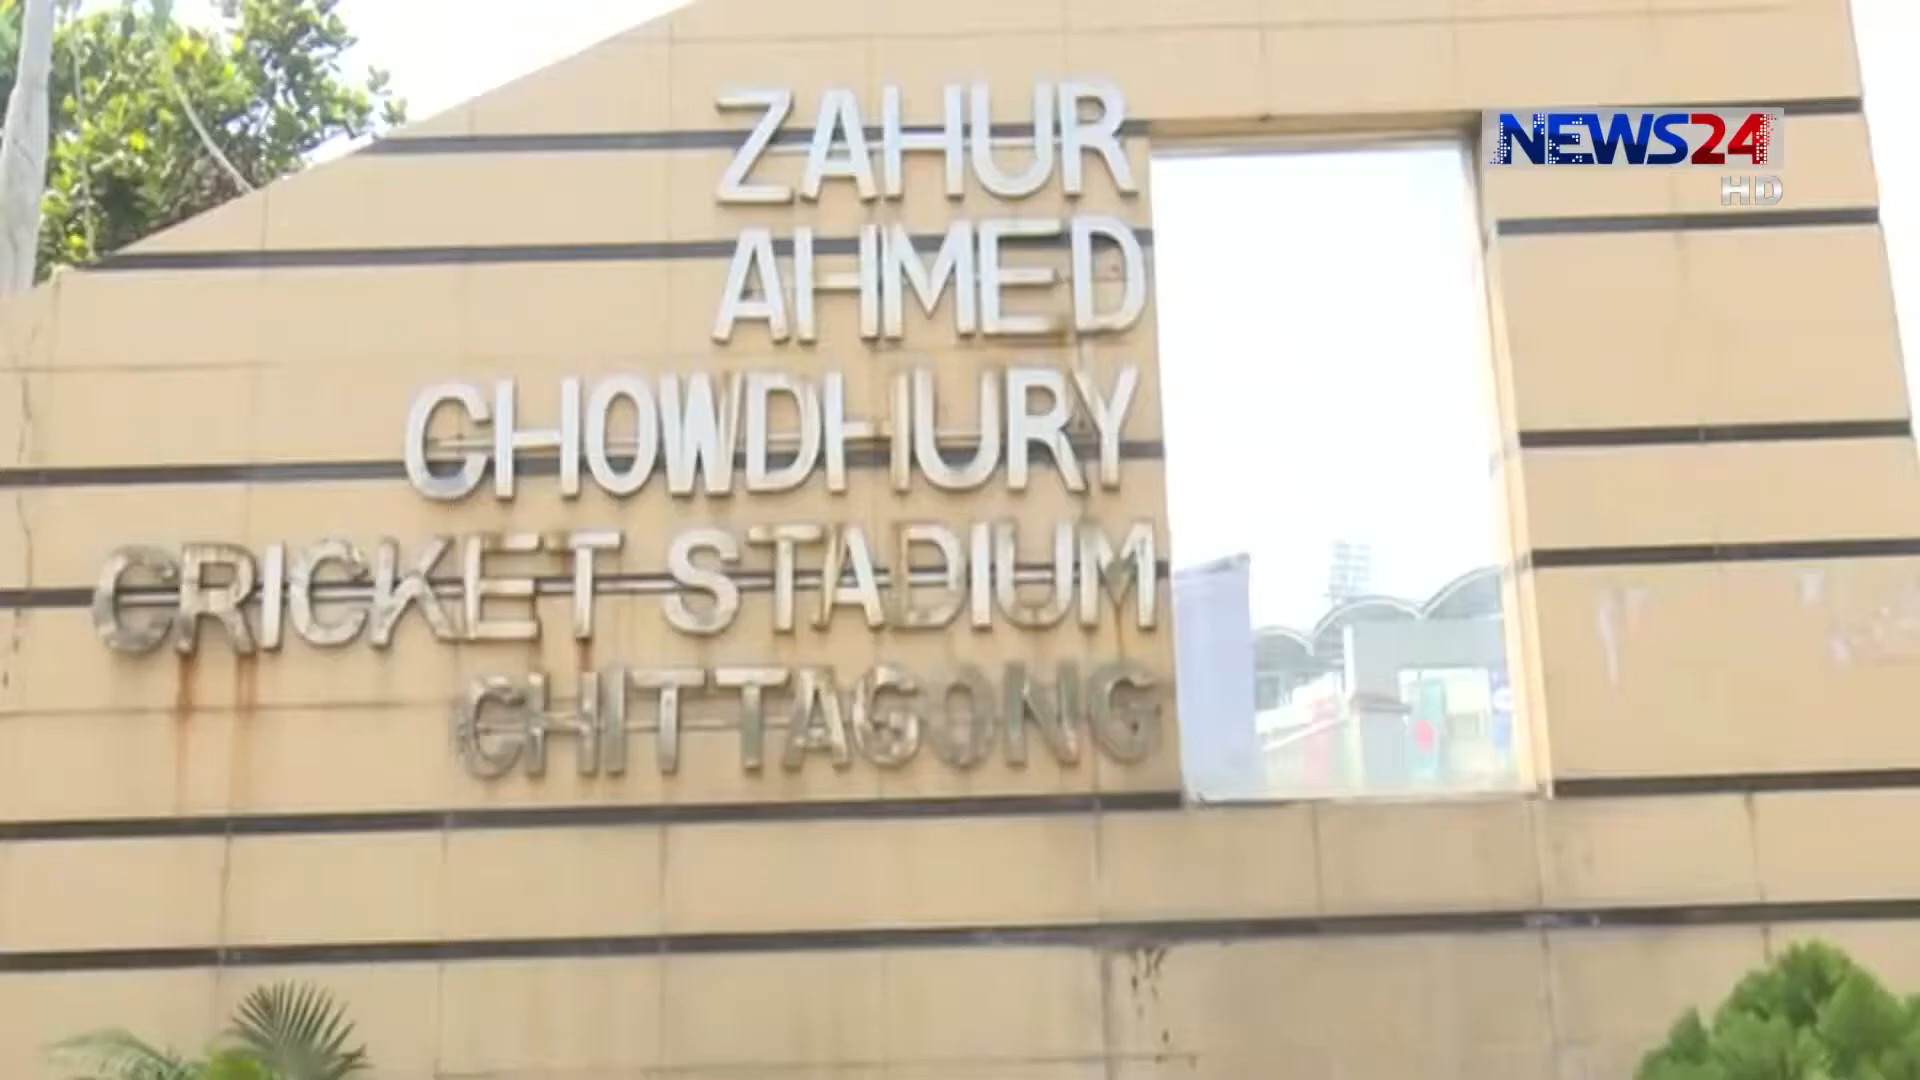 ZAHUR
AHMED
CHOWDHURY
CRICKET STADIUM
CHITTAGONG
NEWS24
HD